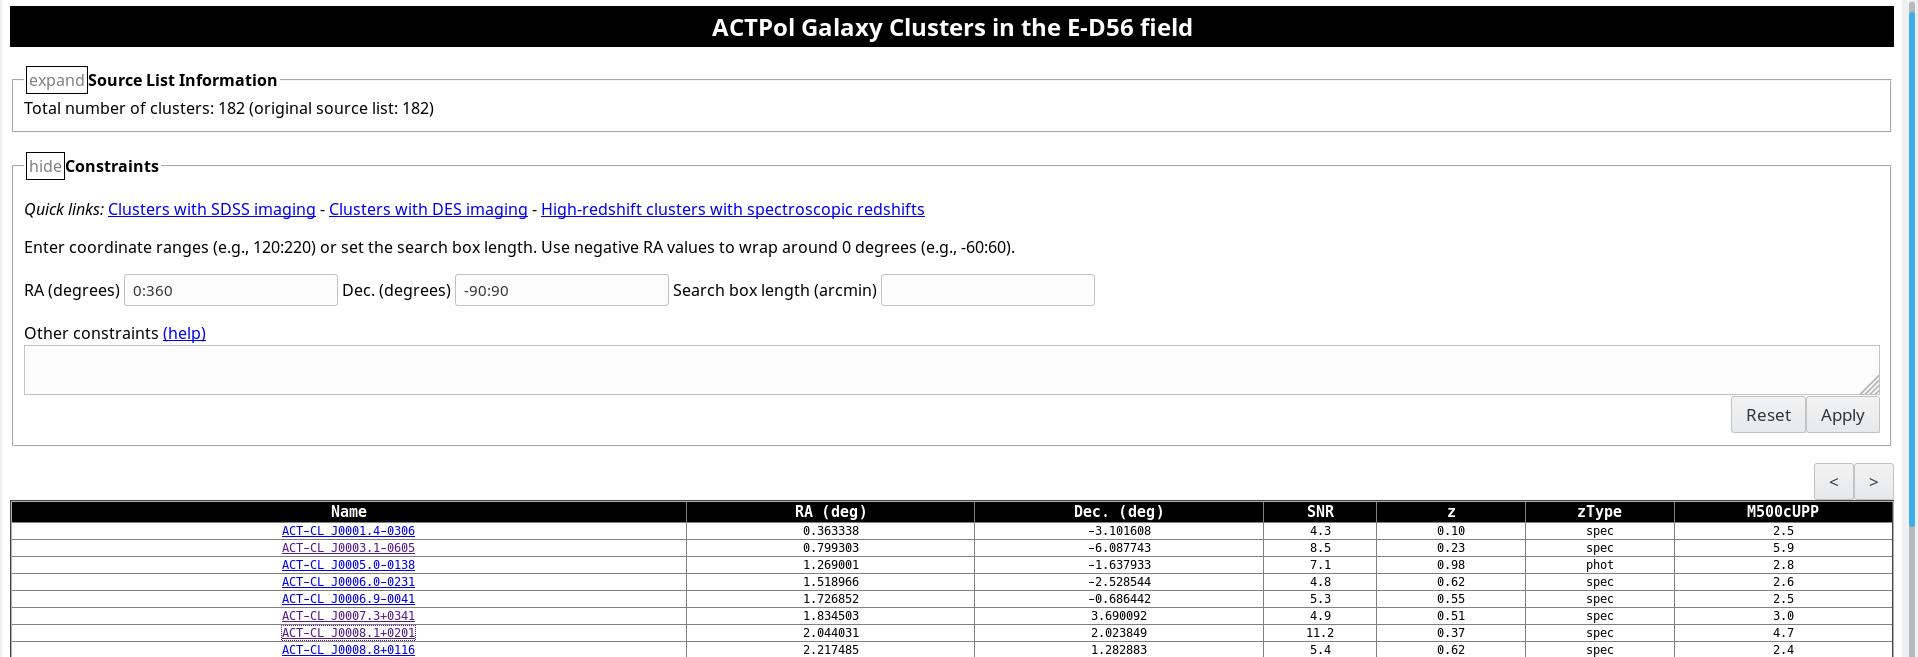 ACTPol Galaxy Clusters in the E-D56 field
expand Source List Information
Total number of clusters: 182 (original source list: 182)
hide Constraints
Quick links: Clusters with SDSS imaging - Clusters with DES imaging - High-redshift clusters with spectroscopic redshifts
Enter coordinate ranges (e.g., 120:220) or set the search box length. Use negative RA values to wrap around 0 degrees (e.g., -60:60).
RA (degrees) 0:360 Dec. (degrees) -90:90 Search box length (arcmin)
Other constraints (help)
Reset Apply
< >
Name RA (deg) Dec. (deg) SNR z zType M500cUPP
ACT-CL J0001.4-0306 0.363338 -3.101608 4.3 0.10 spec 2.5
ACT-CL J0003.1-0605 0.799303 -6.087743 8.5 0.23 spec 5.9
ACT-CL J0005.0-0138 1.269001 -1.637933 7.1 0.98 phot 2.8
ACT-CL J0006.0-0231 1.518966 -2.528544 4.8 0.62 spec 2.6
ACT-CL J0006.9-0041 1.726852 -0.686442 5.3 0.55 spec 2.5
ACT-CL J0007.3+0341 1.834503 3.690092 4.9 0.51 spec 3.0
ACT-CL J0008.1+0201 2.044031 2.023849 11.2 0.37 spec 4.7
ACT-CL J0008.8+0116 2.217485 1.282883 5.4 0.62 spec 2.4